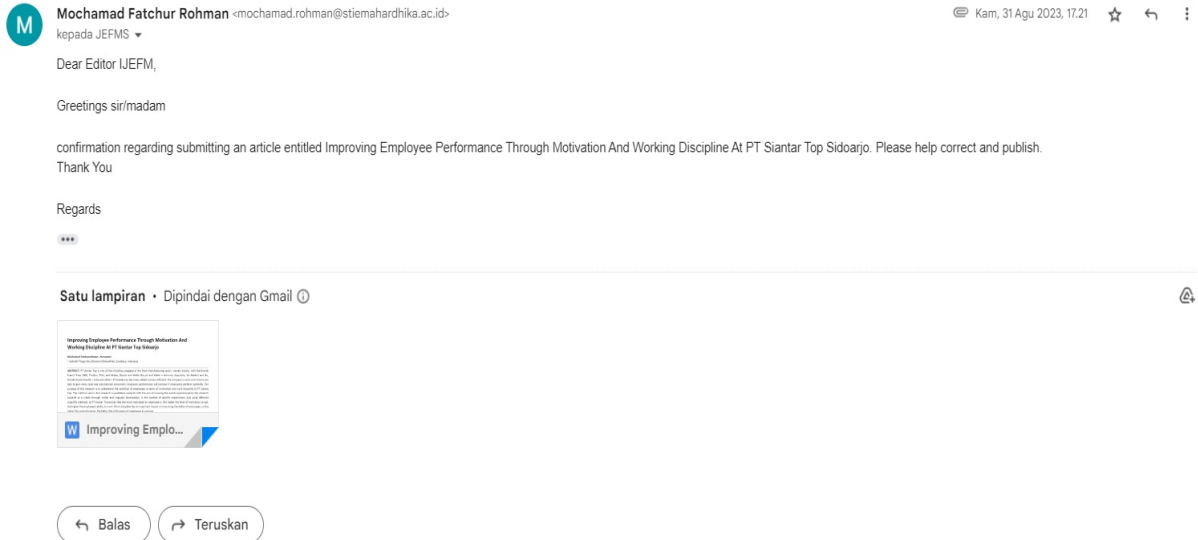 M
Mochamad Fatchur Rohman <mochamad.rohman@stiemahardhika.ac.id>
Kam, 31 Agu 2023, 17.21
kepada JEFMS
Dear Editor IJEFM,
Greetings sir/madam
confirmation regarding submitting an article entitled Improving Employee Performance Through Motivation And Working Discipline At PT Siantar Top Sidoarjo. Please help correct and publish.
Thank You
Regards
Satu lampiran • Dipindai dengan Gmail
Improving Employee Performance Through Motivation And
Working Discipline At PT Siantar Top Sidoarjo
W Improving Emplo...
Balas
Teruskan